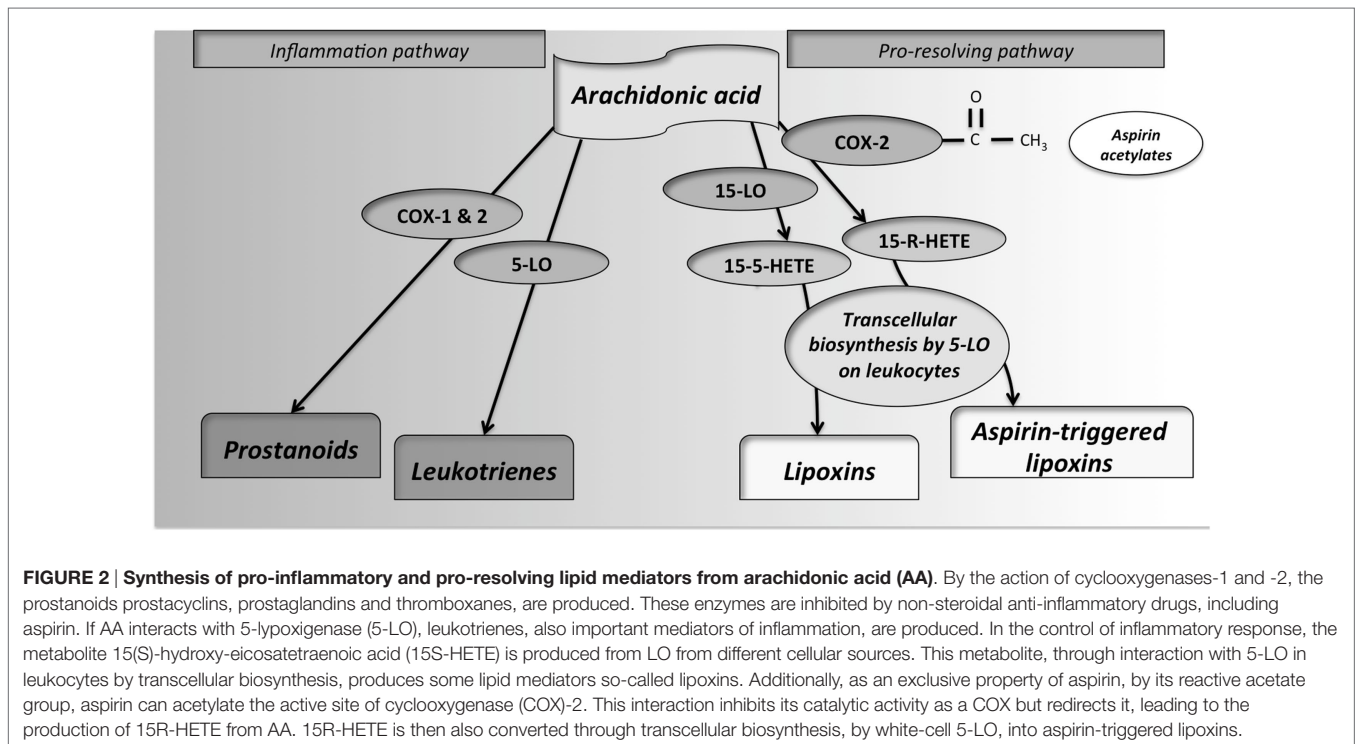 Inflammation pathway
Pro-resolving pathway
Arachidonic acid
O
COX-2
C
CH₃
Aspirin
acetylates
15-LO
COX-1 & 2
15-R-HETE
5-LO
15-5-HETE
Transcellular
biosynthesis by 5-LO
on leukocytes
Prostanoids
Leukotrienes
Lipoxins
Aspirin-triggered
lipoxins
FIGURE 2 | Synthesis of pro-inflammatory and pro-resolving lipid mediators from arachidonic acid (AA). By the action of cyclooxygenases-1 and -2, the
prostanoids prostacyclins, prostaglandins and thromboxanes, are produced. These enzymes are inhibited by non-steroidal anti-inflammatory drugs, including
aspirin. If AA interacts with 5-lypoxigenase (5-LO), leukotrienes, also important mediators of inflammation, are produced. In the control of inflammatory response, the
metabolite 15(S)-hydroxy-eicosatetraenoic acid (15S-HETE) is produced from LO from different cellular sources. This metabolite, through interaction with 5-LO in
leukocytes by transcellular biosynthesis, produces some lipid mediators so-called lipoxins. Additionally, as an exclusive property of aspirin, by its reactive acetate
group, aspirin can acetylate the active site of cyclooxygenase (COX)-2. This interaction inhibits its catalytic activity as a COX but redirects it, leading to the
production of 15R-HETE from AA. 15R-HETE is then also converted through transcellular biosynthesis, by white-cell 5-LO, into aspirin-triggered lipoxins.